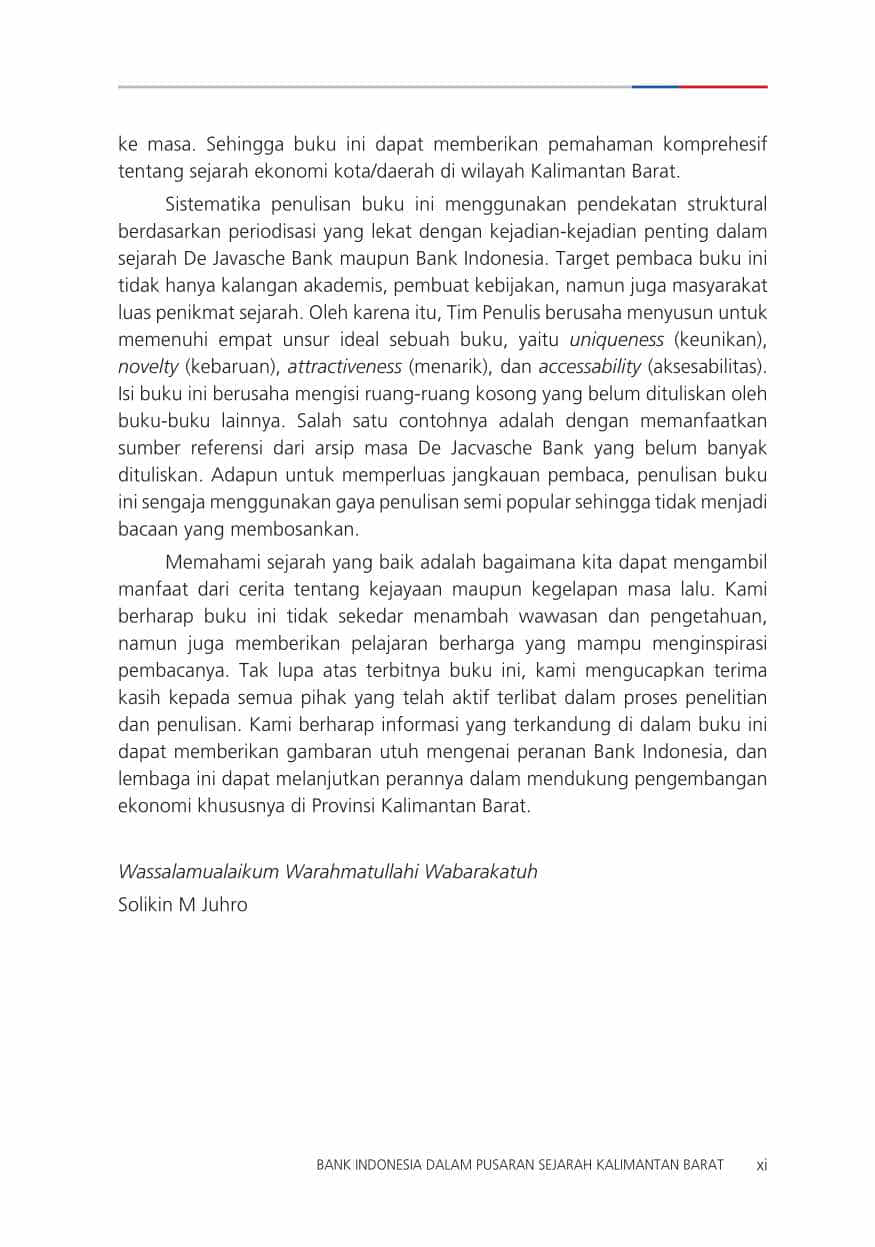 ke masa. Sehingga buku ini dapat memberikan pemahaman komprehesif
tentang sejarah ekonomi kota/daerah di wilayah Kalimantan Barat.
Sistematika penulisan buku ini menggunakan pendekatan struktural
berdasarkan periodisasi yang lekat dengan kejadian-kejadian penting dalam
sejarah De Javasche Bank maupun Bank Indonesia. Target pembaca buku ini
tidak hanya kalangan akademis, pembuat kebijakan, namun juga masyarakat
luas penikmat sejarah. Oleh karena itu, Tim Penulis berusaha menyusun untuk
memenuhi empat unsur ideal sebuah buku, yaitu uniqueness (keunikan),
novelty (kebaruan), attractiveness (menarik), dan accessability (aksesabilitas).
Isi buku ini berusaha mengisi ruang-ruang kosong yang belum dituliskan oleh
buku-buku lainnya. Salah satu contohnya adalah dengan memanfaatkan
sumber referensi dari arsip masa De Jacvasche Bank yang belum banyak
dituliskan. Adapun untuk memperluas jangkauan pembaca, penulisan buku
ini sengaja menggunakan gaya penulisan semi popular sehingga tidak menjadi
bacaan yang membosankan.
Memahami sejarah yang baik adalah bagaimana kita dapat mengambil
manfaat dari cerita tentang kejayaan maupun kegelapan masa lalu. Kami
berharap buku ini tidak sekedar menambah wawasan dan pengetahuan,
namun juga memberikan pelajaran berharga yang mampu menginspirasi
pembacanya. Tak lupa atas terbitnya buku ini, kami mengucapkan terima
kasih kepada semua pihak yang telah aktif terlibat dalam proses penelitian
dan penulisan. Kami berharap informasi yang terkandung di dalam buku ini
dapat memberikan gambaran utuh mengenai peranan Bank Indonesia, dan
lembaga ini dapat melanjutkan perannya dalam mendukung pengembangan
ekonomi khususnya di Provinsi Kalimantan Barat.
Wassalamualaikum Warahmatullahi Wabarakatuh
Solikin M Juhro
BANK INDONESIA DALAM PUSARAN SEJARAH KALIMANTAN BARAT xi